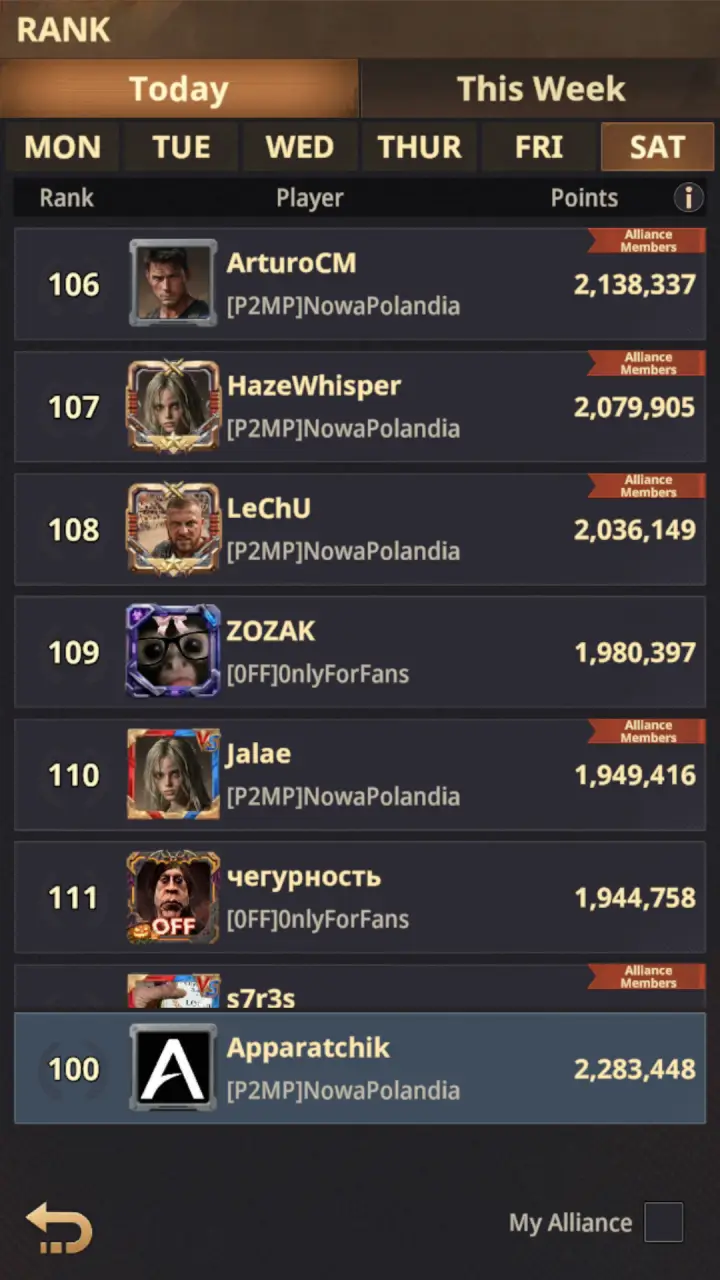 RANK
Today
This Week
MON
TUE
WED
THUR
FRI
SAT
Rank
Player
Points
i
Alliance
Members
106
ArturoCM
[P2MP]NowaPolandia
2,138,337
Alliance
Members
107
HazeWhisper
[P2MP]NowaPolandia
2,079,905
Alliance
Members
108
LeChU
[P2MP]NowaPolandia
2,036,149
109
ZOZAK
[0FF]0nlyForFans
1,980,397
Alliance
Members
110
VS
Jalae
[P2MP]NowaPolandia
1,949,416
111
OFF
чегурность
[0FF]0nlyForFans
1,944,758
Alliance
Members
VS
s7r3s
100
A
Apparatchik
[P2MP]NowaPolandia
2,283,448
My Alliance